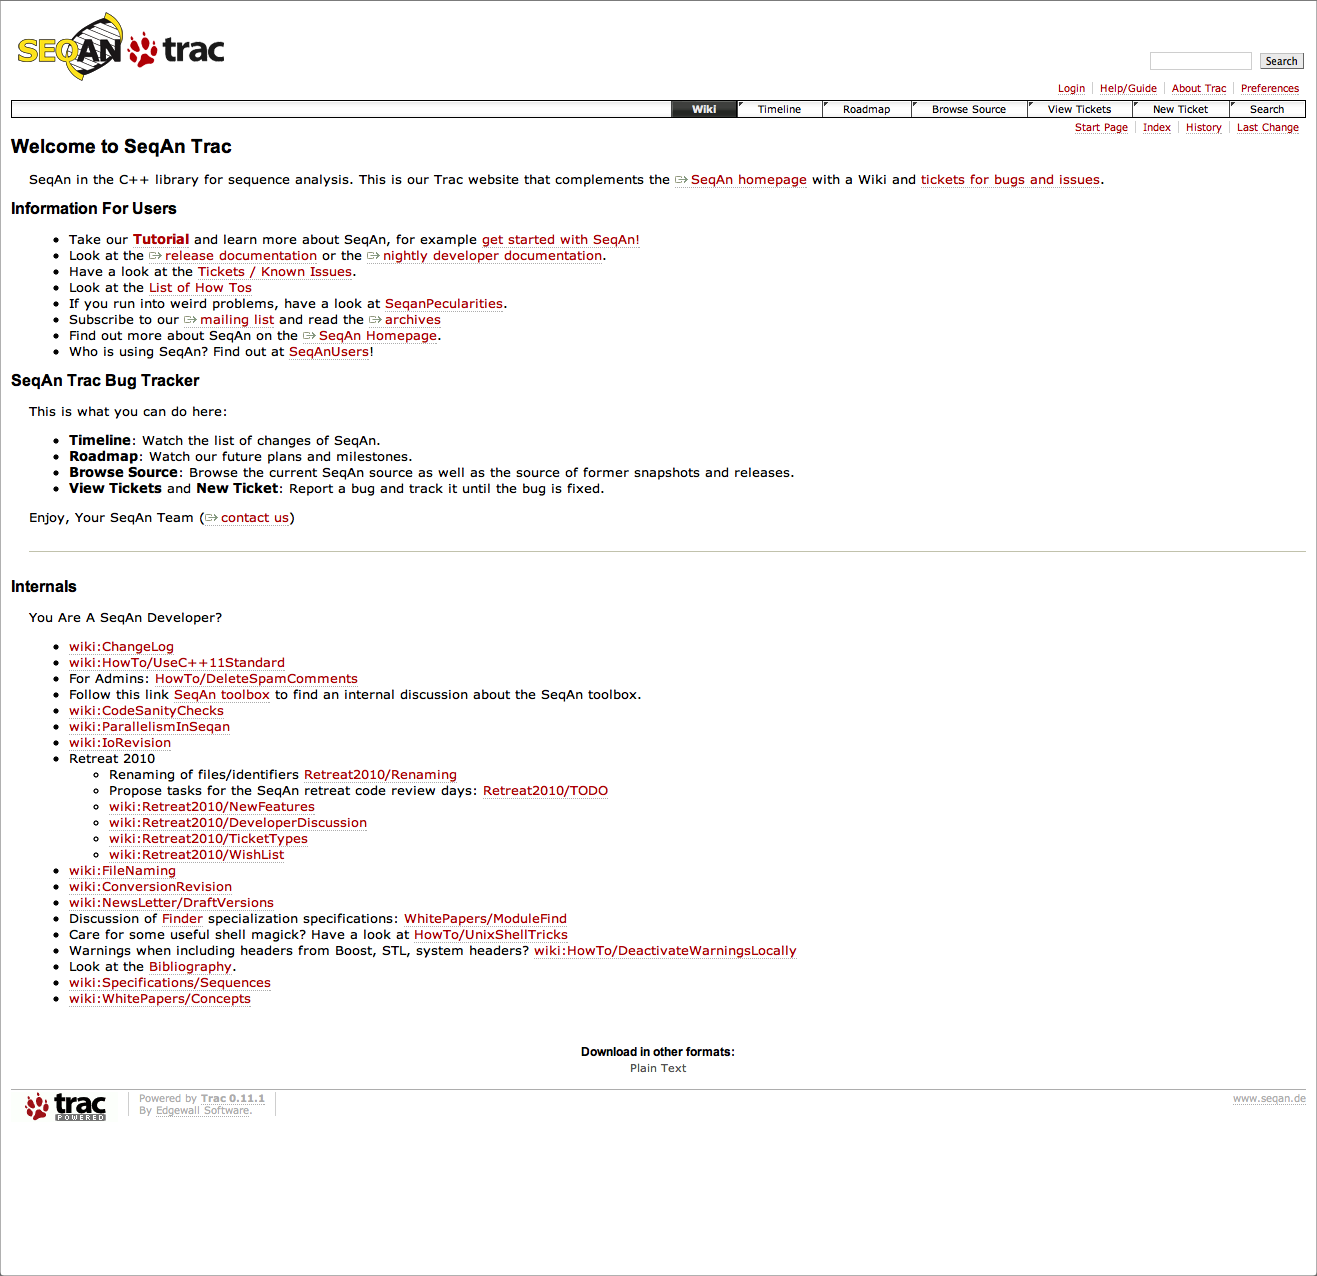 SEQAN trac
Search
Login Help/Guide About Trac Preferences
Wiki Timeline Roadmap Browse Source View Tickets New Ticket Search
Start Page Index History Last Change
Welcome to SeqAn Trac
SeqAn in the C++ library for sequence analysis. This is our Trac website that complements the SeqAn homepage with a Wiki and tickets for bugs and issues.
Information For Users
Take our Tutorial and learn more about SeqAn, for example get started with SeqAn!
Look at the release documentation or the nightly developer documentation.
Have a look at the Tickets / Known Issues.
Look at the List of How Tos
If you run into weird problems, have a look at SeqanPecularities.
Subscribe to our mailing list and read the archives
Find out more about SeqAn on the SeqAn Homepage.
Who is using SeqAn? Find out at SeqAnUsers!
SeqAn Trac Bug Tracker
This is what you can do here:
Timeline: Watch the list of changes of SeqAn.
Roadmap: Watch our future plans and milestones.
Browse Source: Browse the current SeqAn source as well as the source of former snapshots and releases.
View Tickets and New Ticket: Report a bug and track it until the bug is fixed.
Enjoy, Your SeqAn Team (contact us)
Internals
You Are A SeqAn Developer?
wiki:ChangeLog
wiki:HowTo/UseC++11Standard
For Admins: HowTo/DeleteSpamComments
Follow this link SeqAn toolbox to find an internal discussion about the SeqAn toolbox.
wiki:CodeSanityChecks
wiki:ParallelismInSeqan
wiki:IoRevision
Retreat 2010
Renaming of files/identifiers Retreat2010/Renaming
Propose tasks for the SeqAn retreat code review days: Retreat2010/TODO
wiki:Retreat2010/NewFeatures
wiki:Retreat2010/DeveloperDiscussion
wiki:Retreat2010/TicketTypes
wiki:Retreat2010/WishList
wiki:FileNaming
wiki:ConversionRevision
wiki:NewsLetter/DraftVersions
Discussion of Finder specialization specifications: WhitePapers/ModuleFind
Care for some useful shell magick? Have a look at HowTo/UnixShellTricks
Warnings when including headers from Boost, STL, system headers? wiki:HowTo/DeactivateWarningsLocally
Look at the Bibliography.
wiki:Specifications/Sequences
wiki:WhitePapers/Concepts
Download in other formats:
Plain Text
trac POWERED
Powered by Trac 0.11.1
By Edgewall Software.
www.seqan.de